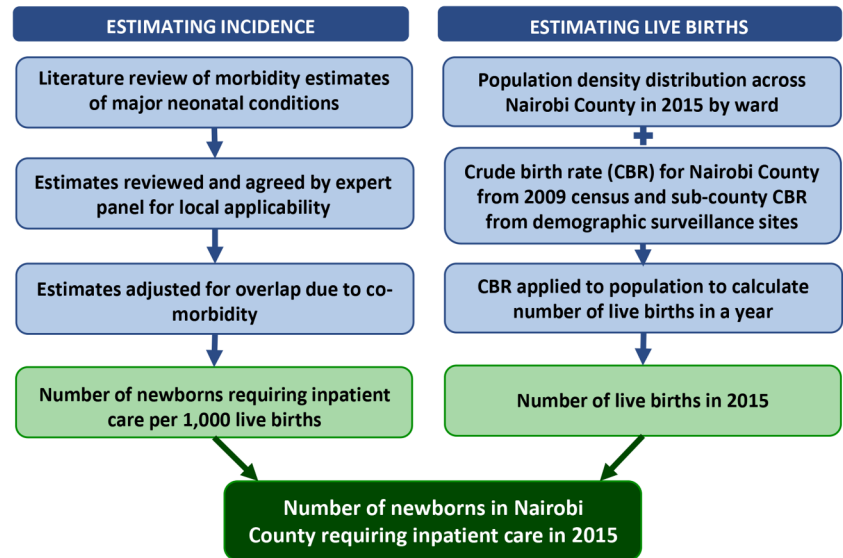 ESTIMATING INCIDENCE
Literature review of morbidity estimates
of major neonatal conditions
Estimates reviewed and agreed by expert
panel for local applicability
Estimates adjusted for overlap due to co-
morbidity
Number of newborns requiring inpatient
care per 1,000 live births
ESTIMATING LIVE BIRTHS
Population density distribution across
Nairobi County in 2015 by ward
Crude birth rate (CBR) for Nairobi County
from 2009 census and sub-county CBR
from demographic surveillance sites
CBR applied to population to calculate
number of live births in a year
Number of live births in 2015
Number of newborns in Nairobi
County requiring inpatient care in 2015